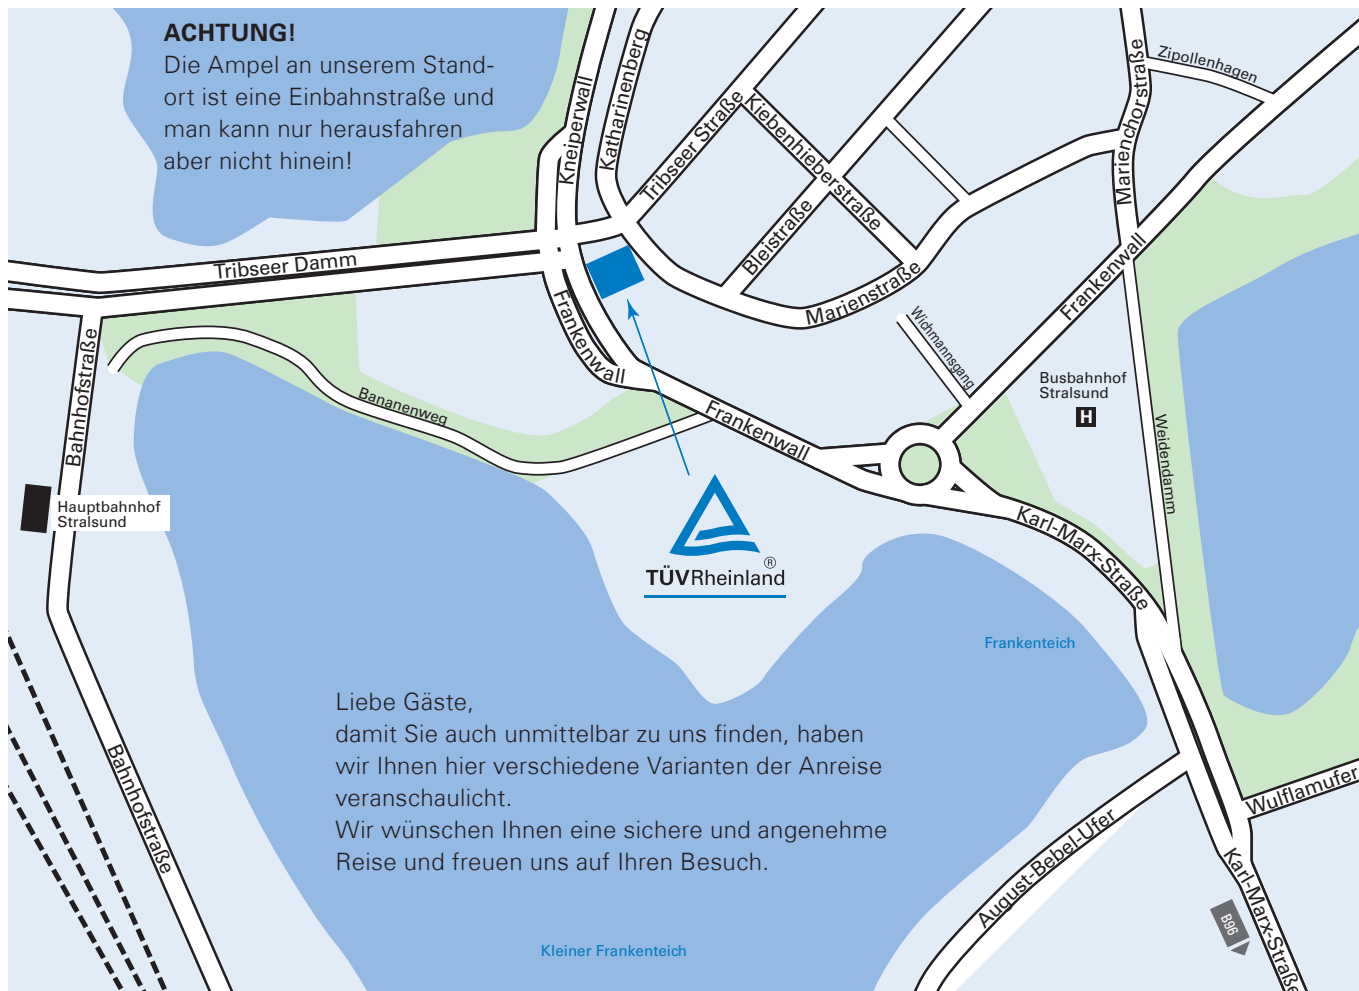 ACHTUNG!
Die Ampel an unserem Stand-
ort ist eine Einbahnstraße und
man kann nur herausfahren
aber nicht hinein!
Kneiperwall
Katharinenberg
Tribseer Straße
Kiebenhieberstraße
Bleistraße
Marienstraße
Marienchorstraße
Zipollenhagen
Frankenwall
Tribseer Damm
Frankenwall
Wichmannsgang
Busbahnhof
Stralsund
H
Bahnhofstraße
Bananenweg
Frankenwall
Weidendamm
Hauptbahnhof
Stralsund
Karl-Marx-Straße
®
TÜVRheinland
Frankenteich
Liebe Gäste,
damit Sie auch unmittelbar zu uns finden, haben
wir Ihnen hier verschiedene Varianten der Anreise
veranschaulicht.
Wir wünschen Ihnen eine sichere und angenehme
Reise und freuen uns auf Ihren Besuch.
Bahnhofstraße
Wulflamufer
August-Bebel-Ufer
Karl-Marx-Straße
B96
Kleiner Frankenteich